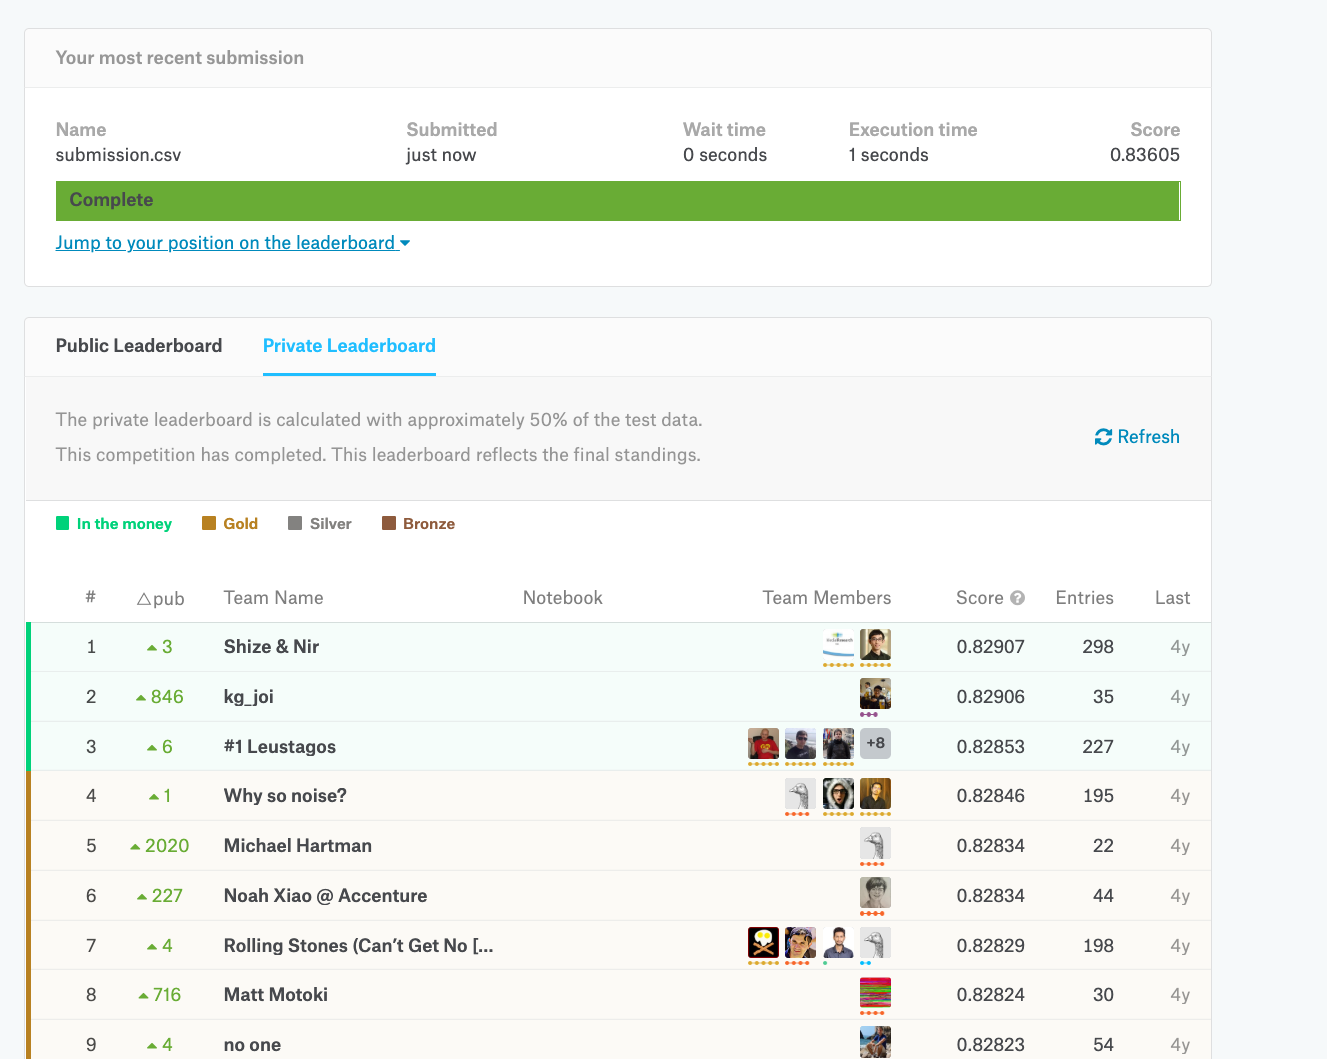 Your most recent submission
Name Submitted Wait time Execution time Score
submission.csv just now 0 seconds 1 seconds 0.83605
Complete
Jump to your position on the leaderboard
Public Leaderboard Private Leaderboard
The private leaderboard is calculated with approximately 50% of the test data.
This competition has completed. This leaderboard reflects the final standings.
Refresh
In the money Gold Silver Bronze
# △pub Team Name Notebook Team Members Score ? Entries Last
1 3 Shize & Nir 0.82907 298 4y
2 846 kg_joi 0.82906 35 4y
3 6 #1 Leustagos +8 0.82853 227 4y
4 1 Why so noise? 0.82846 195 4y
5 2020 Michael Hartman 0.82834 22 4y
6 227 Noah Xiao @ Accenture 0.82834 44 4y
7 4 Rolling Stones (Can't Get No [... 0.82829 198 4y
8 716 Matt Motoki 0.82824 30 4y
9 4 no one 0.82823 54 4y